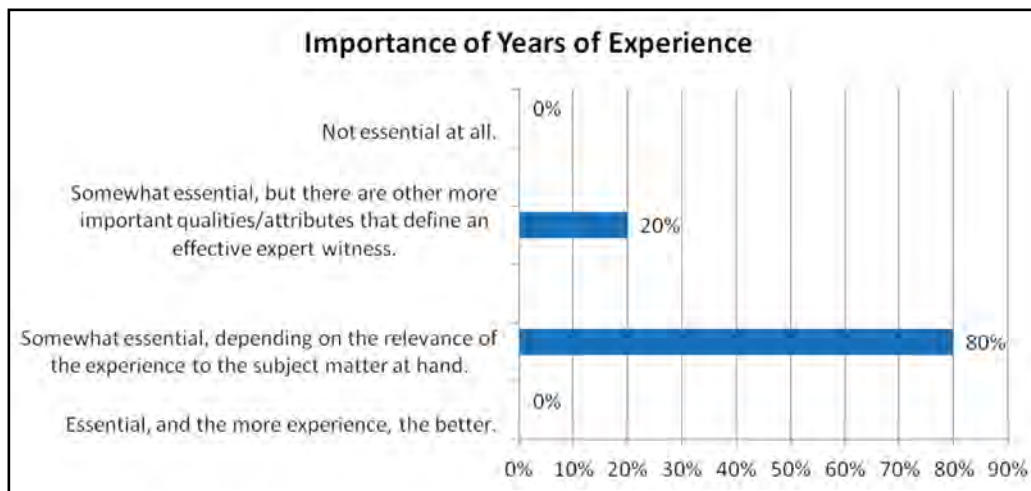 Importance of Years of Experience
0%
Not essential at all.
Somewhat essential, but there are other more
important qualities/attributes that define an
effective expert witness.
20%
Somewhat essential, depending on the relevance of
the experience to the subject matter at hand.
80%
0%
Essential, and the more experience, the better.
0% 10% 20% 30% 40% 50% 60% 70% 80% 90%